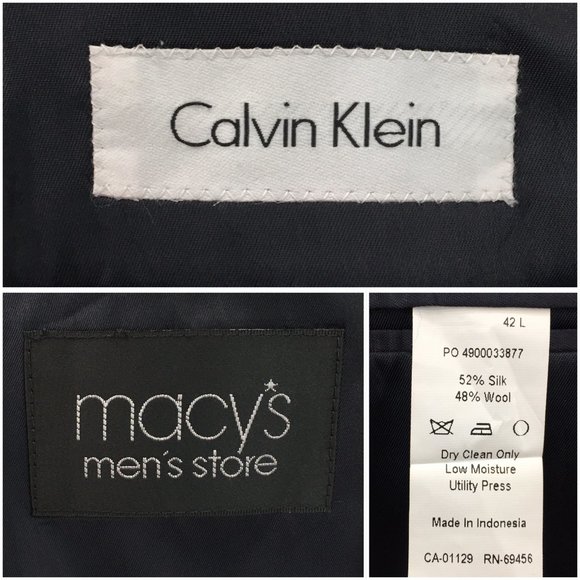 Calvin Klein
macy's
men's store
42 L
PO 4900033877
52% Silk
48% Wool
Dry Clean Only
Low Moisture
Utility Press
Made In Indonesia
CA-01129 RN-69456